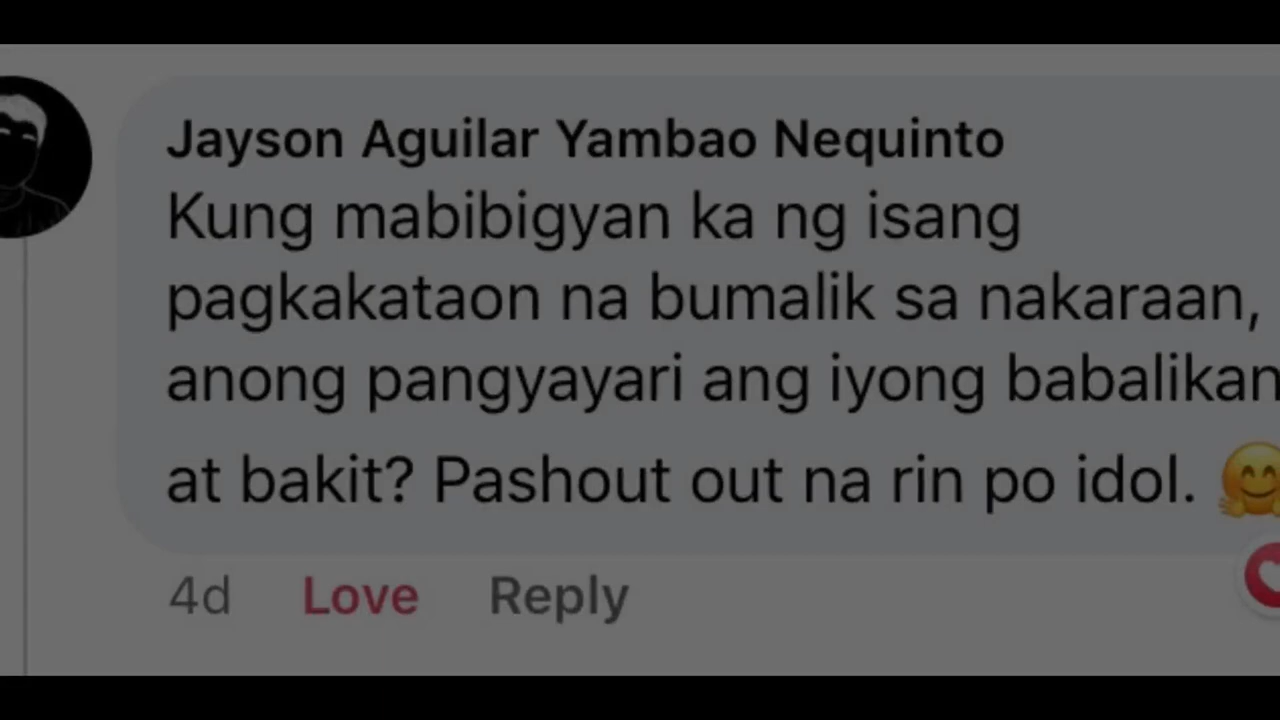 Jayson Aguilar Yambao Nequinto
Kung mabibigyan ka ng isang
pagkakataon na bumalik sa nakaraan,
anong pangyayari ang iyong babalikan
at bakit? Pashout out na rin po idol. 🤗
4d Love Reply